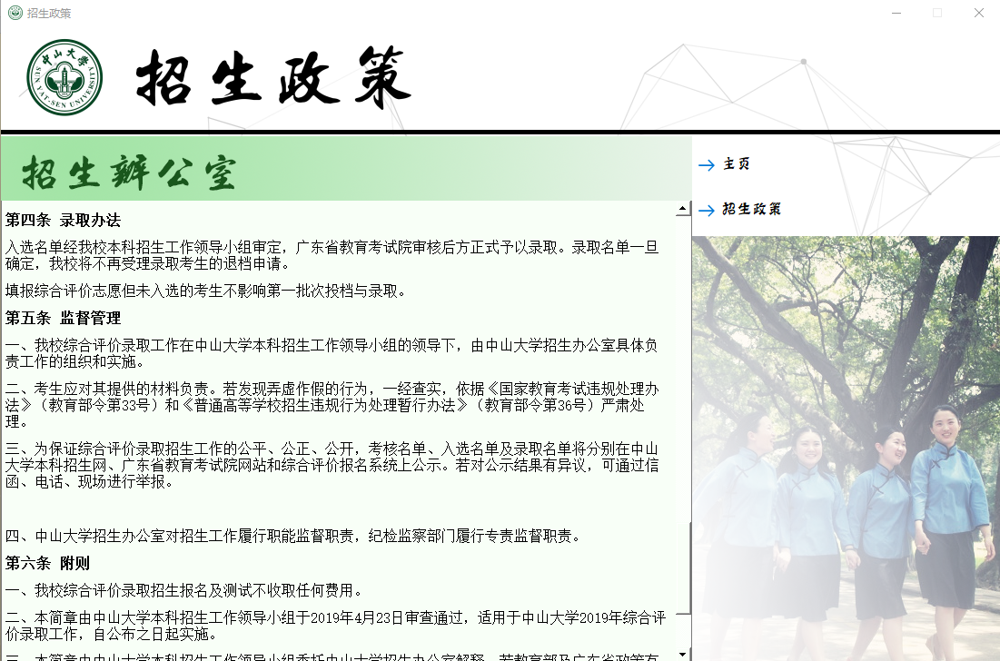 招生政策
中山大学
SUN YAT-SEN UNIVERSITY
招生政策
招生辦公室
主页
招生政策
第四条 录取办法
入选名单经我校本科招生工作领导小组审定，广东省教育考试院审核后方正式予以录取。录取名单一旦
确定，我校将不再受理录取考生的退档申请。
填报综合评价志愿但未入选的考生不影响第一批次投档与录取。
第五条 监督管理
一、我校综合评价录取工作在中山大学本科招生工作领导小组的领导下，由中山大学招生办公室具体负
责工作的组织和实施。
二、考生应对其提供的材料负责。若发现弄虚作假的行为，一经查实，依据《国家教育考试违规处理办
法》（教育部令第33号）和《普通高等学校招生违规行为处理暂行办法》（教育部令第36号）严肃处
理。
三、为保证综合评价录取招生工作的公平、公正、公开，考核名单、入选名单及录取名单将分别在中山
大学本科招生网、广东省教育考试院网站和综合评价报名系统上公示。若对公示结果有异议，可通过信
函、电话、现场进行举报。
四、中山大学招生办公室对招生工作履行职能监督职责，纪检监察部门履行专责监督职责。
第六条 附则
一、我校综合评价录取招生报名及测试不收取任何费用。
二、本简章由中山大学本科招生工作领导小组于2019年4月23日审查通过，适用于中山大学2019年综合评
价录取工作，自公布之日起实施。
三、本简章由中山大学本科招生工作领导小组委托中山大学招生办公室解释，若教育部及广东省政策有